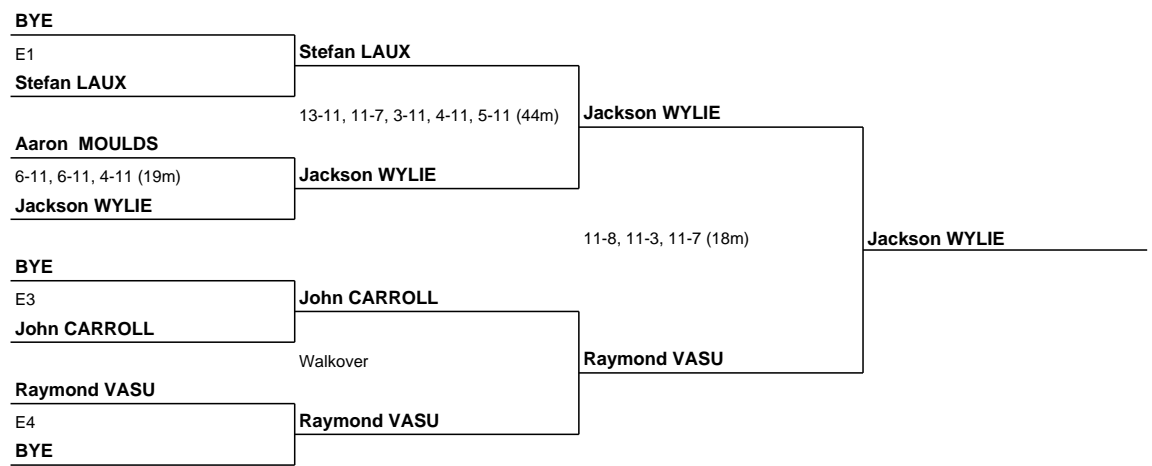 BYE
E1
Stefan LAUX
Stefan LAUX
13-11, 11-7, 3-11, 4-11, 5-11 (44m)
Jackson WYLIE
Aaron MOULDS
6-11, 6-11, 4-11 (19m)
Jackson WYLIE
Jackson WYLIE
11-8, 11-3, 11-7 (18m)
Jackson WYLIE
BYE
E3
John CARROLL
John CARROLL
Walkover
Raymond VASU
Raymond VASU
E4
Raymond VASU
BYE